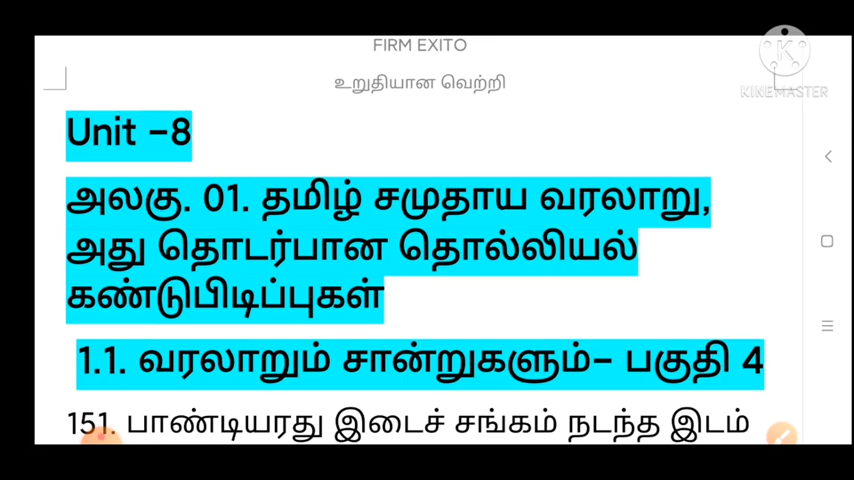 FIRM EXITO
உறுதியான வெற்றி
KINEMASTER
Unit -8
அலகு. 01. தமிழ் சமுதாய வரலாறு,
அது தொடர்பான தொல்லியல்
கண்டுபிடிப்புகள்
1.1. வரலாறும் சான்றுகளும்- பகுதி 4
151. பாண்டியரது இடைச் சங்கம் நடந்த இடம்